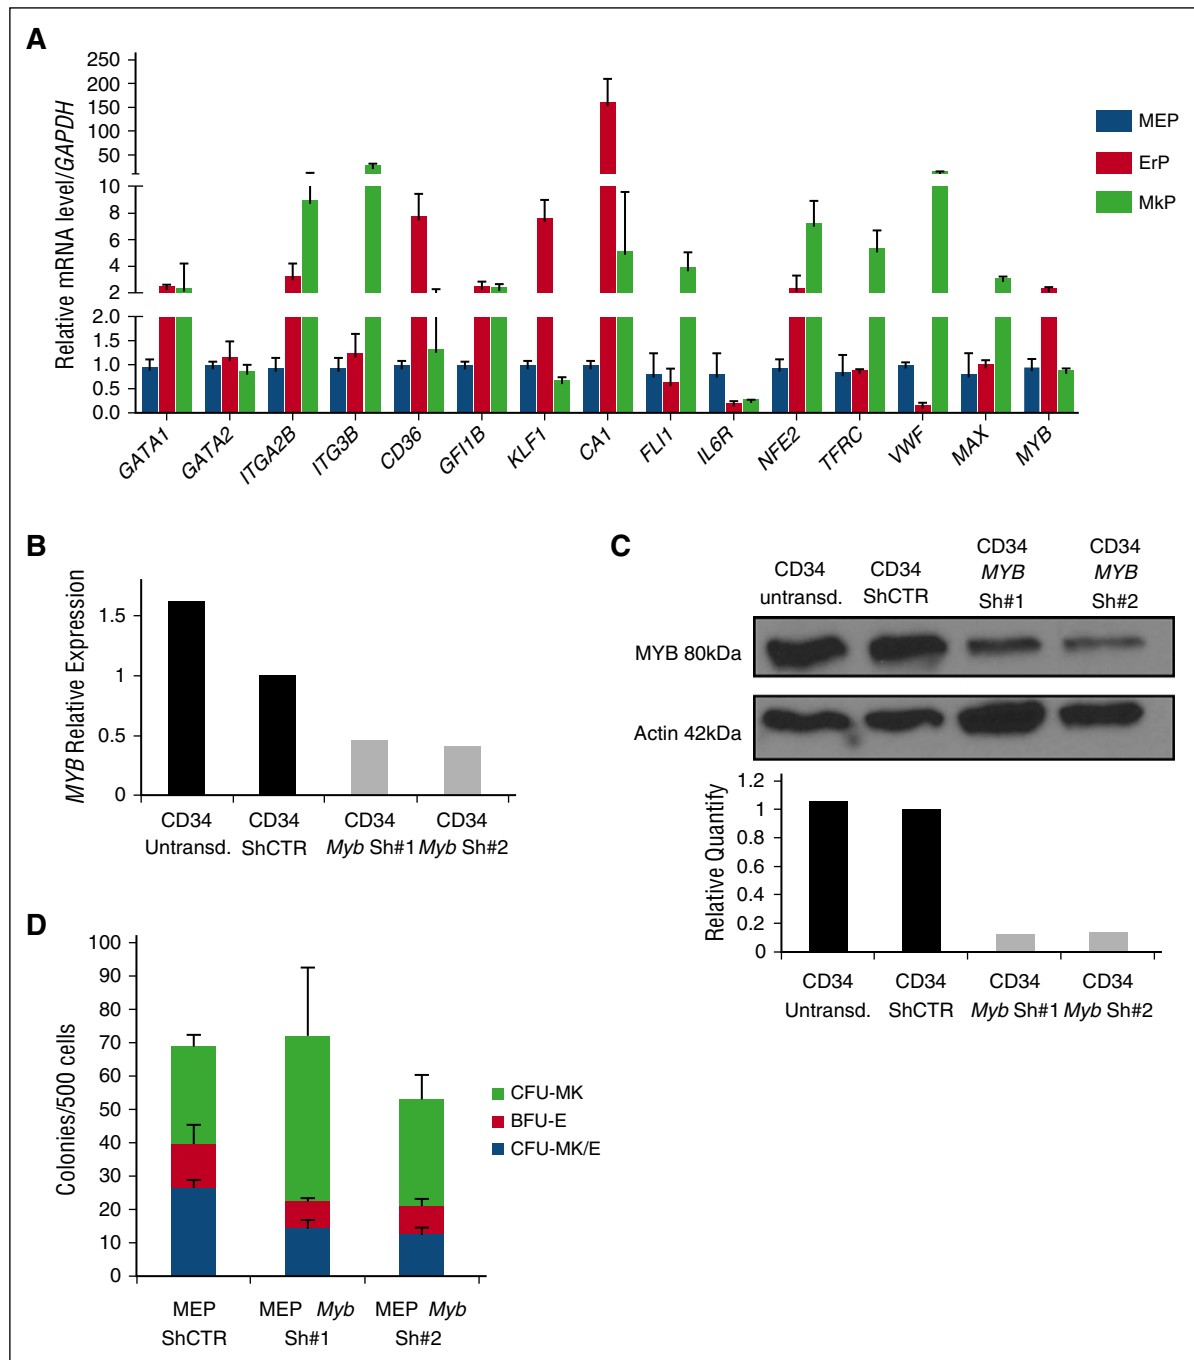 A
Relative mRNA level/GAPDH
250
200
150
100
50
10
8
6
4
2
2.0
1.5
1.0
0.5
0.0
GATA1
GATA2
ITGA2B
ITG3B
CD36
GFI1B
KLF1
CA1
FLI1
IL6R
NFE2
TFRC
VWF
MAX
MYB
MEP
ErP
MkP
B
MYB Relative Expression
1.5
1
0.5
0
CD34 CD34 CD34 CD34
Untransd. ShCTR Myb Sh#1 Myb Sh#2
C
CD34 untransd.
CD34 ShCTR
CD34 MYB Sh#1
CD34 MYB Sh#2
MYB 80kDa
Actin 42kDa
Relative Quantify
1.2
1
0.8
0.6
0.4
0.2
0
CD34 CD34 CD34 CD34
Untransd. ShCTR Myb Sh#1 Myb Sh#2
D
Colonies/500 cells
100
90
80
70
60
50
40
30
20
10
0
MEP MEP Myb MEP Myb
ShCTR Sh#1 Sh#2
CFU-MK
BFU-E
CFU-MK/E